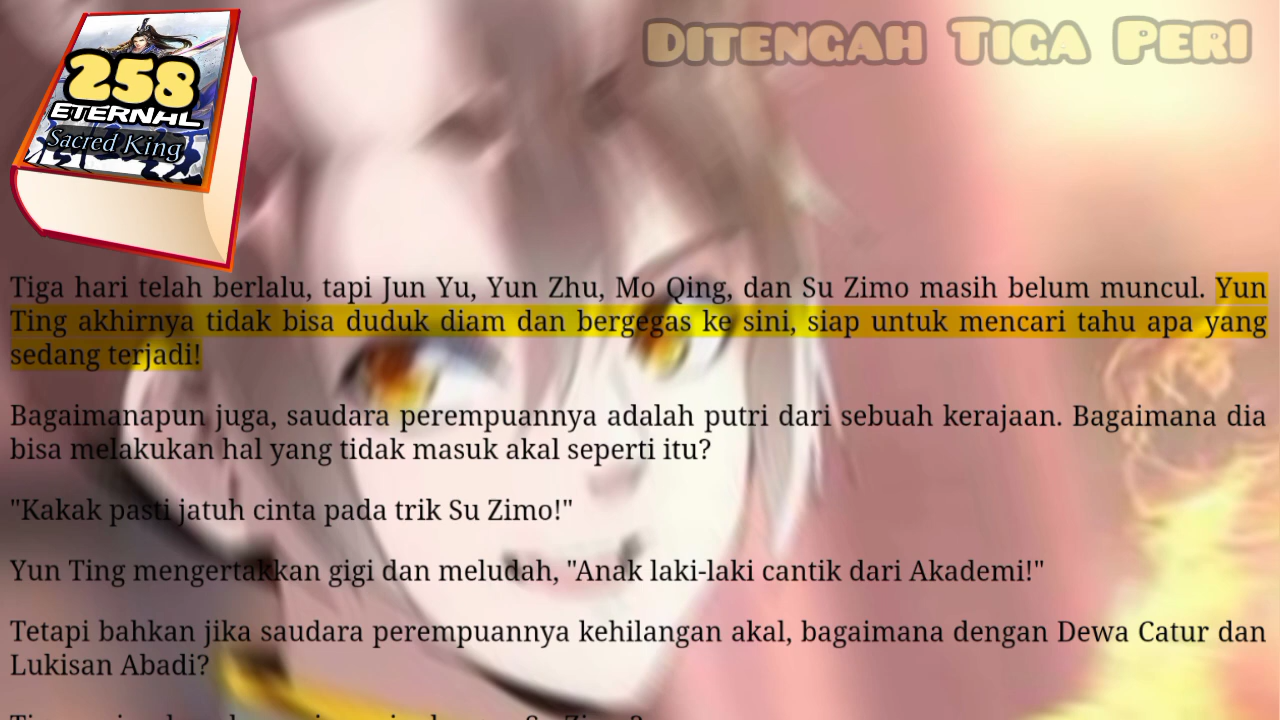 DITENGAH TIGA PERI
258
ETERNAL
Sacred King
Tiga hari telah berlalu, tapi Jun Yu, Yun Zhu, Mo Qing, dan Su Zimo masih belum muncul. Yun
Ting akhirnya tidak bisa duduk diam dan bergegas ke sini, siap untuk mencari tahu apa yang
sedang terjadi!
Bagaimanapun juga, saudara perempuannya adalah putri dari sebuah kerajaan. Bagaimana dia
bisa melakukan hal yang tidak masuk akal seperti itu?
"Kakak pasti jatuh cinta pada trik Su Zimo!"
Yun Ting mengertakkan gigi dan meludah, "Anak laki-laki cantik dari Akademi!"
Tetapi bahkan jika saudara perempuannya kehilangan akal, bagaimana dengan Dewa Catur dan
Lukisan Abadi?